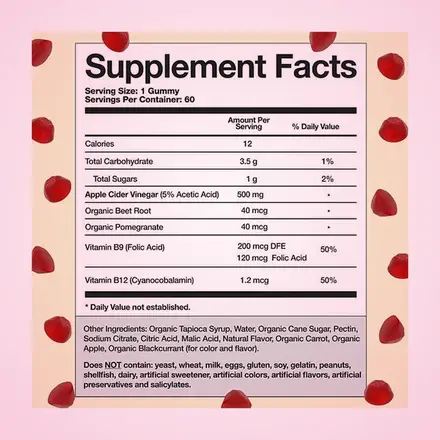 Supplement Facts
Serving Size: 1 Gummy
Servings Per Container: 60
Amount Per Serving % Daily Value
Calories 12
Total Carbohydrate 3.5 g 1%
Total Sugars 1 g 2%
Apple Cider Vinegar (5% Acetic Acid) 500 mg *
Organic Beet Root 40 mcg *
Organic Pomegranate 40 mcg *
Vitamin B9 (Folic Acid) 200 mcg DFE 50%
120 mcg Folic Acid
Vitamin B12 (Cyanocobalamin) 1.2 mcg 50%
* Daily Value not established.
Other Ingredients: Organic Tapioca Syrup, Water, Organic Cane Sugar, Pectin,
Sodium Citrate, Citric Acid, Malic Acid, Natural Flavor, Organic Carrot, Organic
Apple, Organic Blackcurrant (for color and flavor).
Does NOT contain: yeast, wheat, milk, eggs, gluten, soy, gelatin, peanuts,
shellfish, dairy, artificial sweetener, artificial colors, artificial flavors, artificial
preservatives and salicylates.